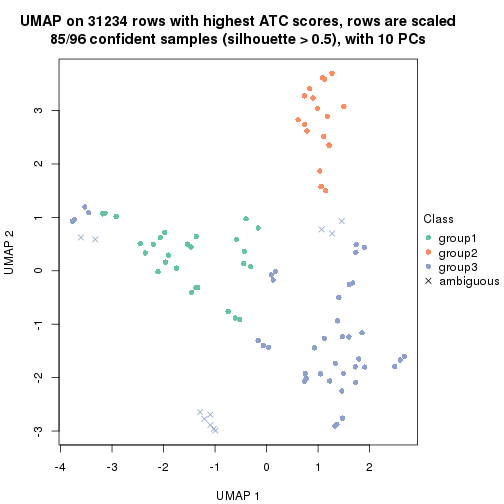 UMAP on 31234 rows with highest ATC scores, rows are scaled
85/96 confident samples (silhouette > 0.5), with 10 PCs
UMAP 2
3
2
1
0
-1
-2
-3
-4
-3
-2
-1
0
1
2
UMAP 1
Class
group1
group2
group3
ambiguous